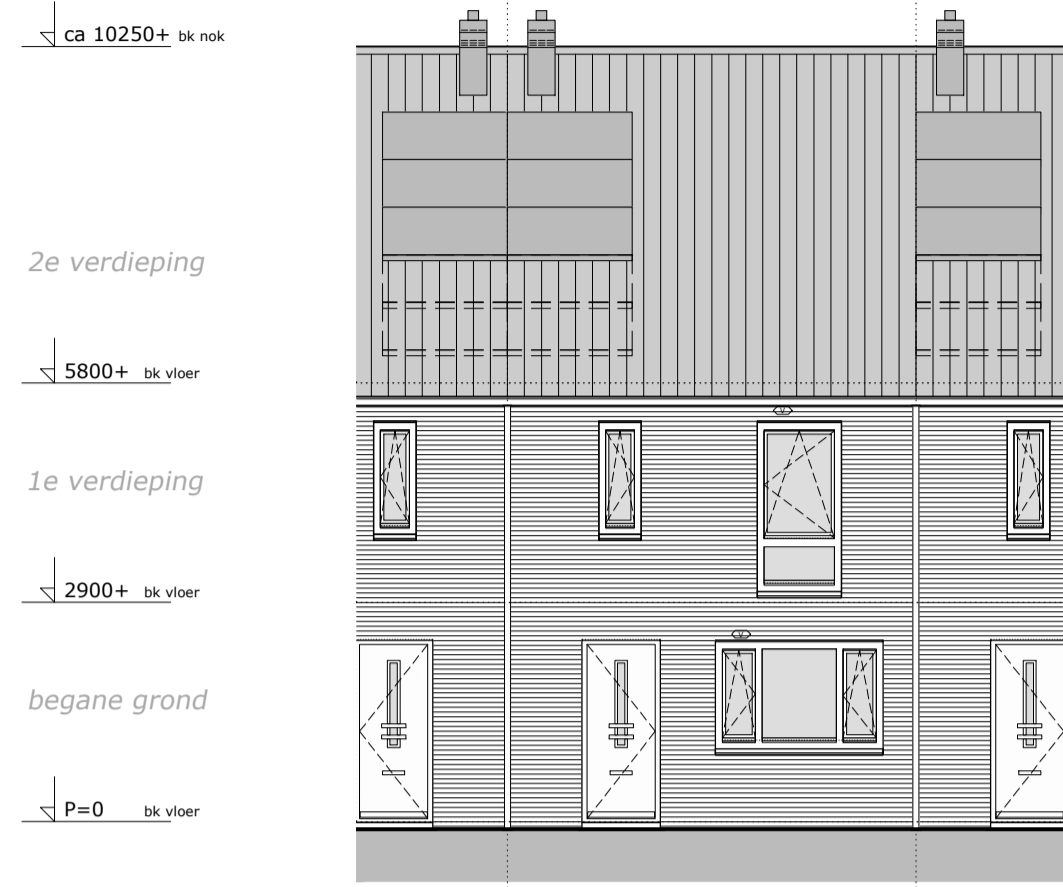 ca 10250+ bk nok
2e verdieping
5800+ bk vloer
V
1e verdieping
2900+ bk vloer
V
begane grond
P=0 bk vloer